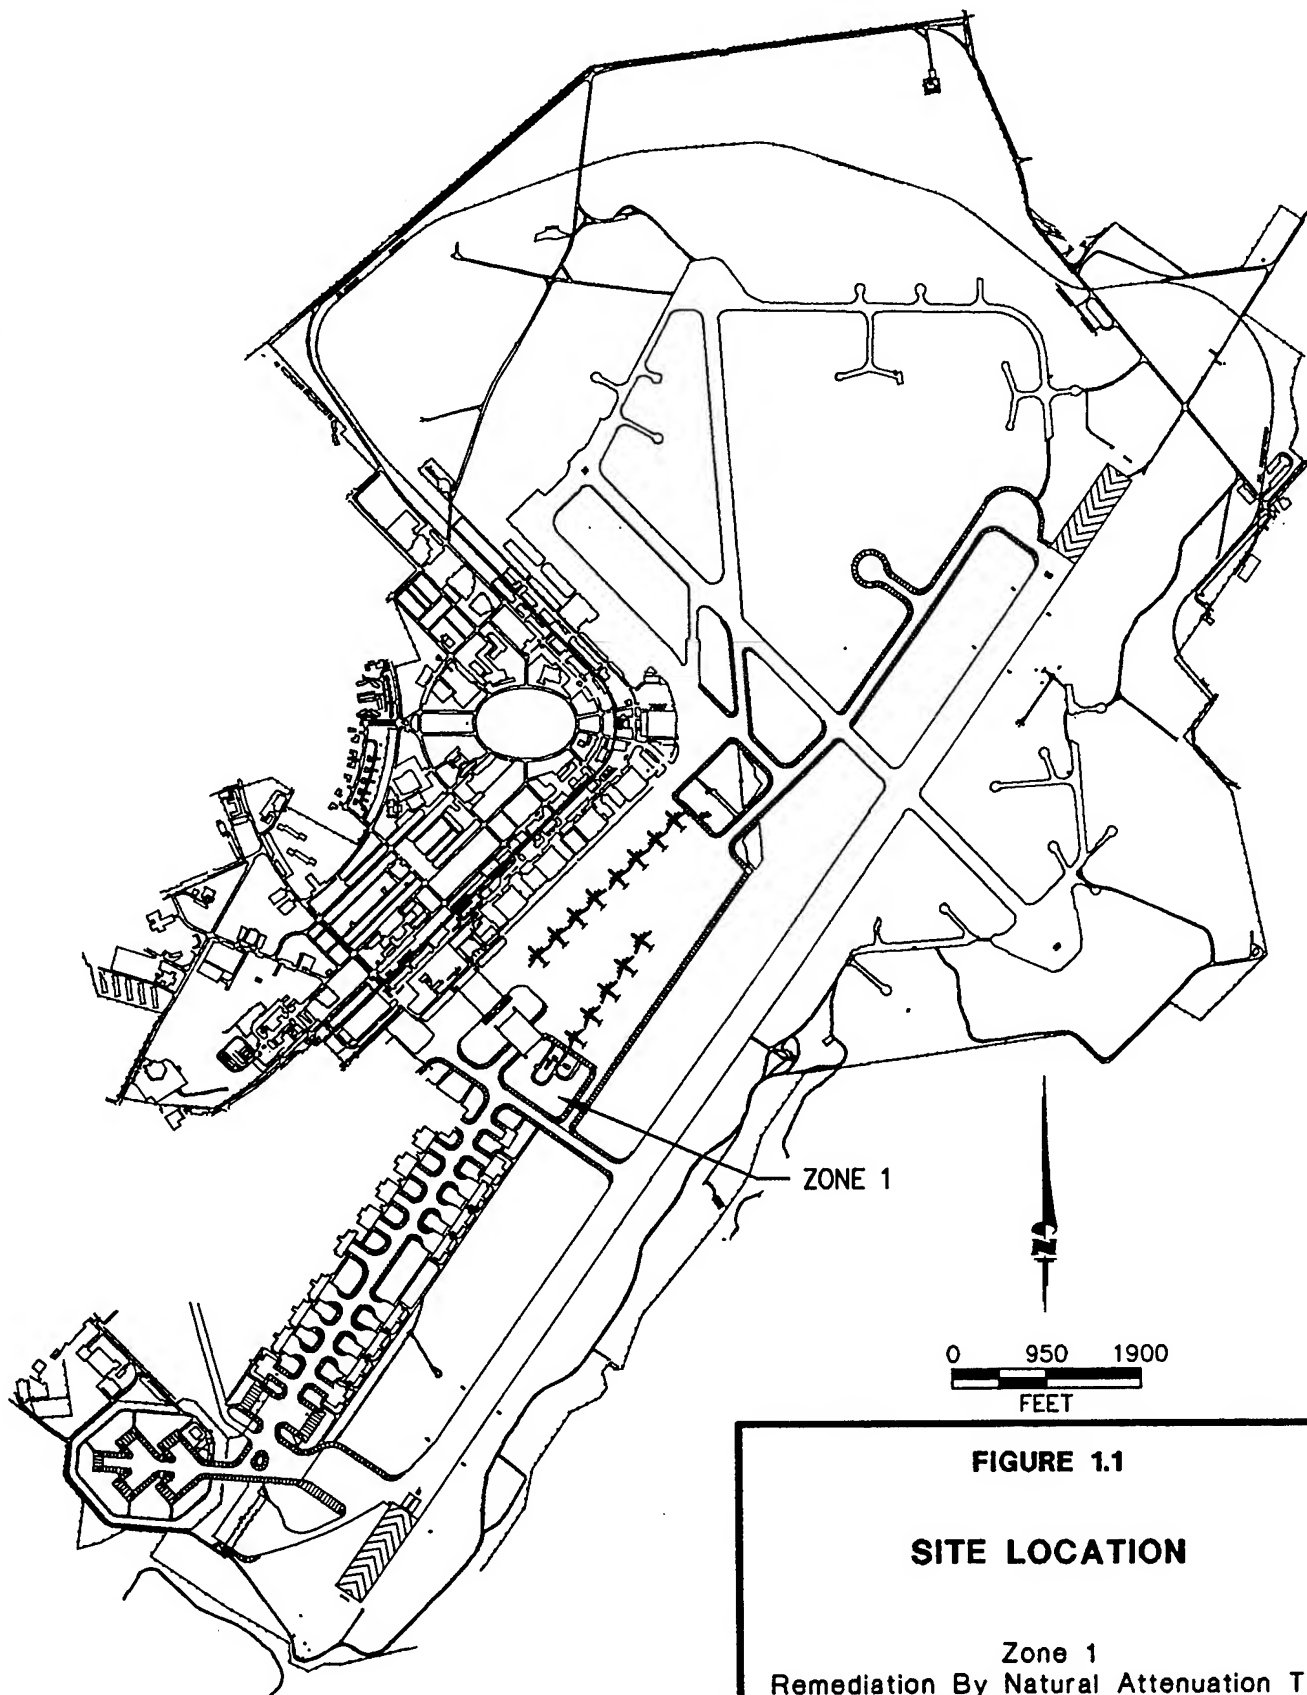 ZONE 1
N
0 950 1900
FEET
FIGURE 1.1
SITE LOCATION
Zone 1
Remediation By Natural Attenuation T